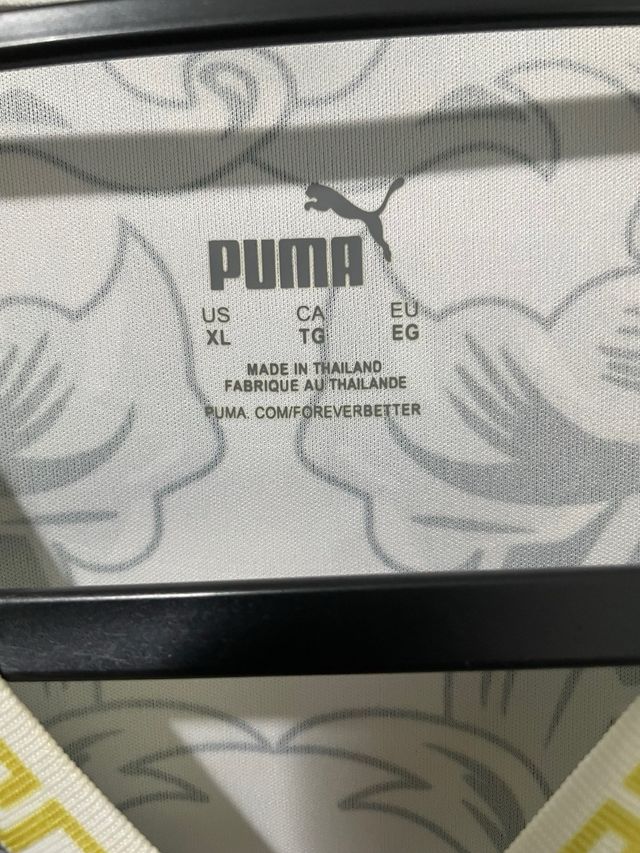 PUMA
US CA EU
XL TG EG
MADE IN THAILAND
FABRIQUE AU THAILANDE
PUMA. COM/FOREVERBETTER